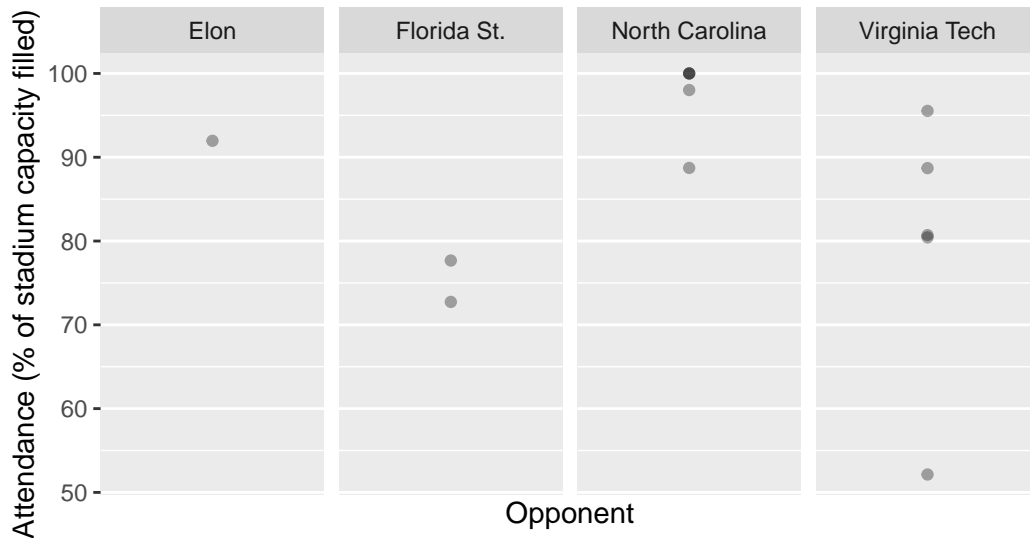 Elon Florida St. North Carolina Virginia Tech
Attendance (% of stadium capacity filled)
100
90
80
70
60
50
Opponent